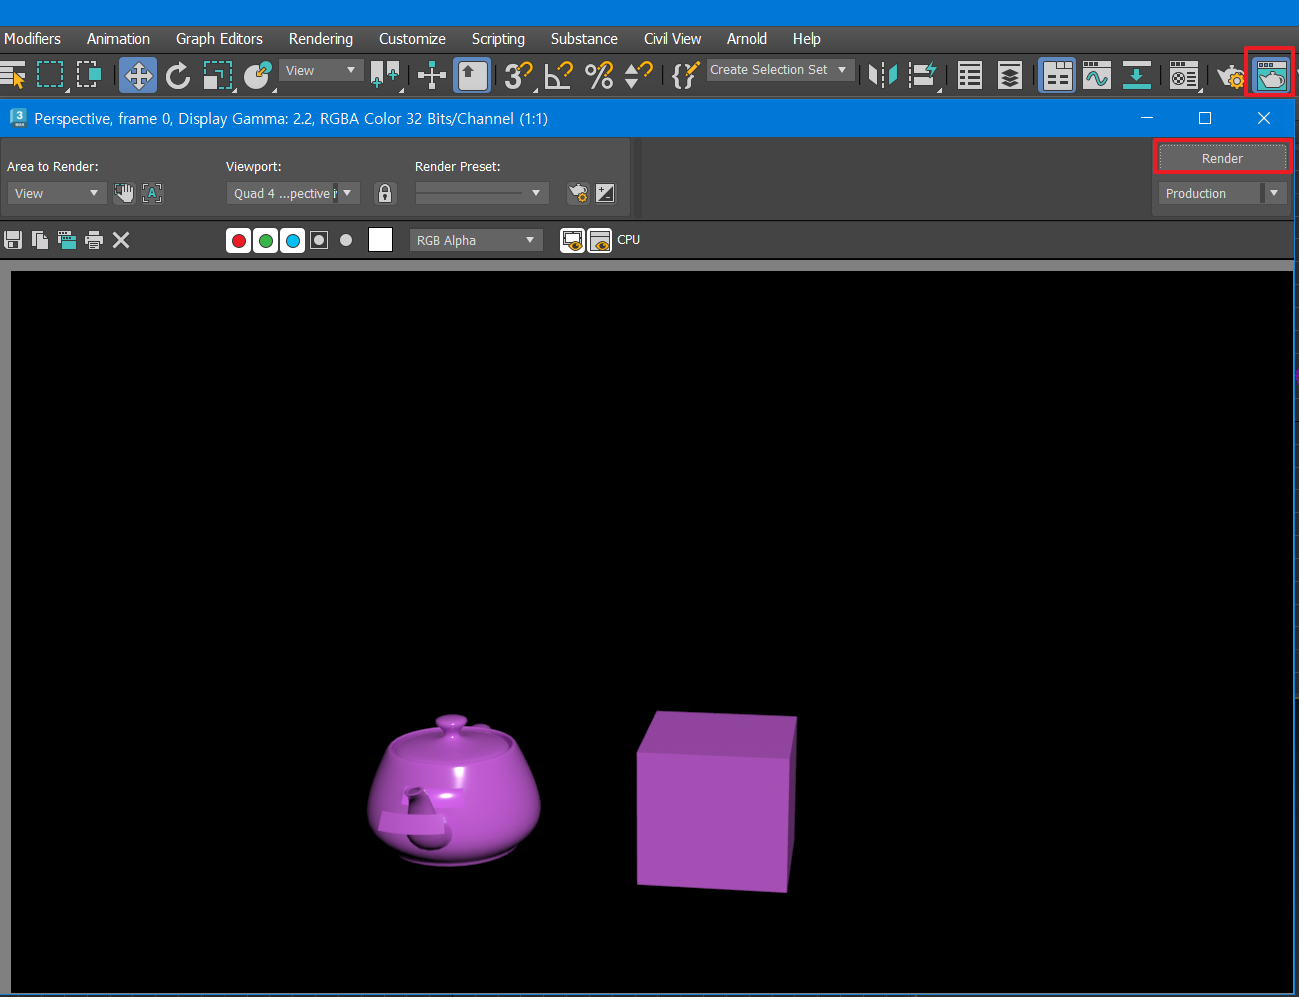 Modifiers Animation Graph Editors Rendering Customize Scripting Substance Civil View Arnold Help
View 3 % Create Selection Set
3 Perspective, frame 0, Display Gamma: 2.2, RGBA Color 32 Bits/Channel (1:1)
Area to Render: Viewport: Render Preset: Render
View A Quad 4 ...pective Production
RGB Alpha CPU